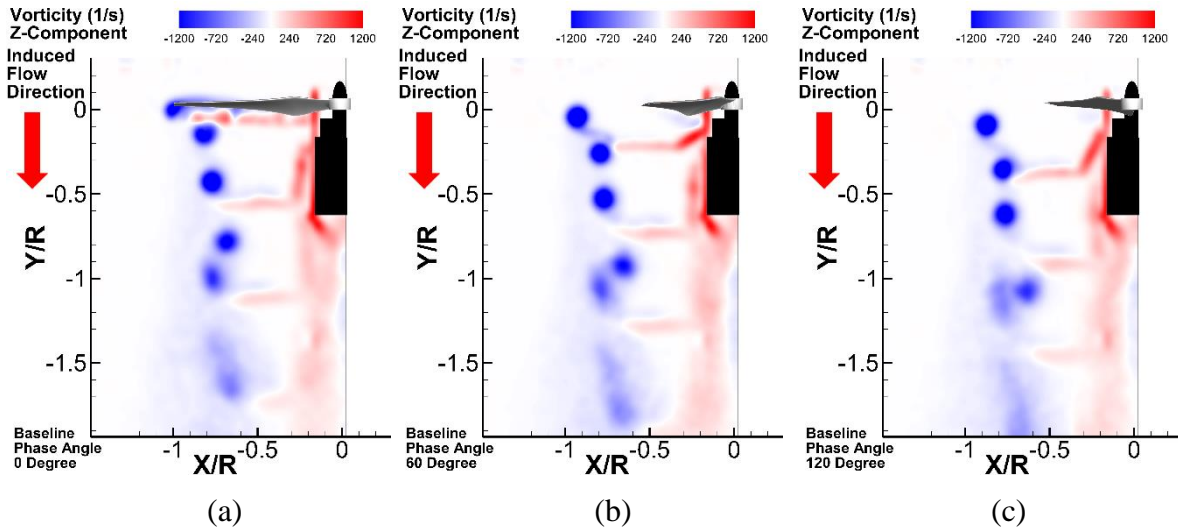 Vorticity (1/s)
Z-Component
-1200 -720 -240 240 720 1200
Induced
Flow
Direction
0
-0.5
-1
-1.5
Y/R
Baseline
Phase Angle
0 Degree
-1 -0.5 0
X/R
(a)
Vorticity (1/s)
Z-Component
-1200 -720 -240 240 720 1200
Induced
Flow
Direction
0
-0.5
-1
-1.5
Y/R
Baseline
Phase Angle
60 Degree
-1 -0.5 0
X/R
(b)
Vorticity (1/s)
Z-Component
-1200 -720 -240 240 720 1200
Induced
Flow
Direction
0
-0.5
-1
-1.5
Y/R
Baseline
Phase Angle
120 Degree
-1 -0.5 0
X/R
(c)